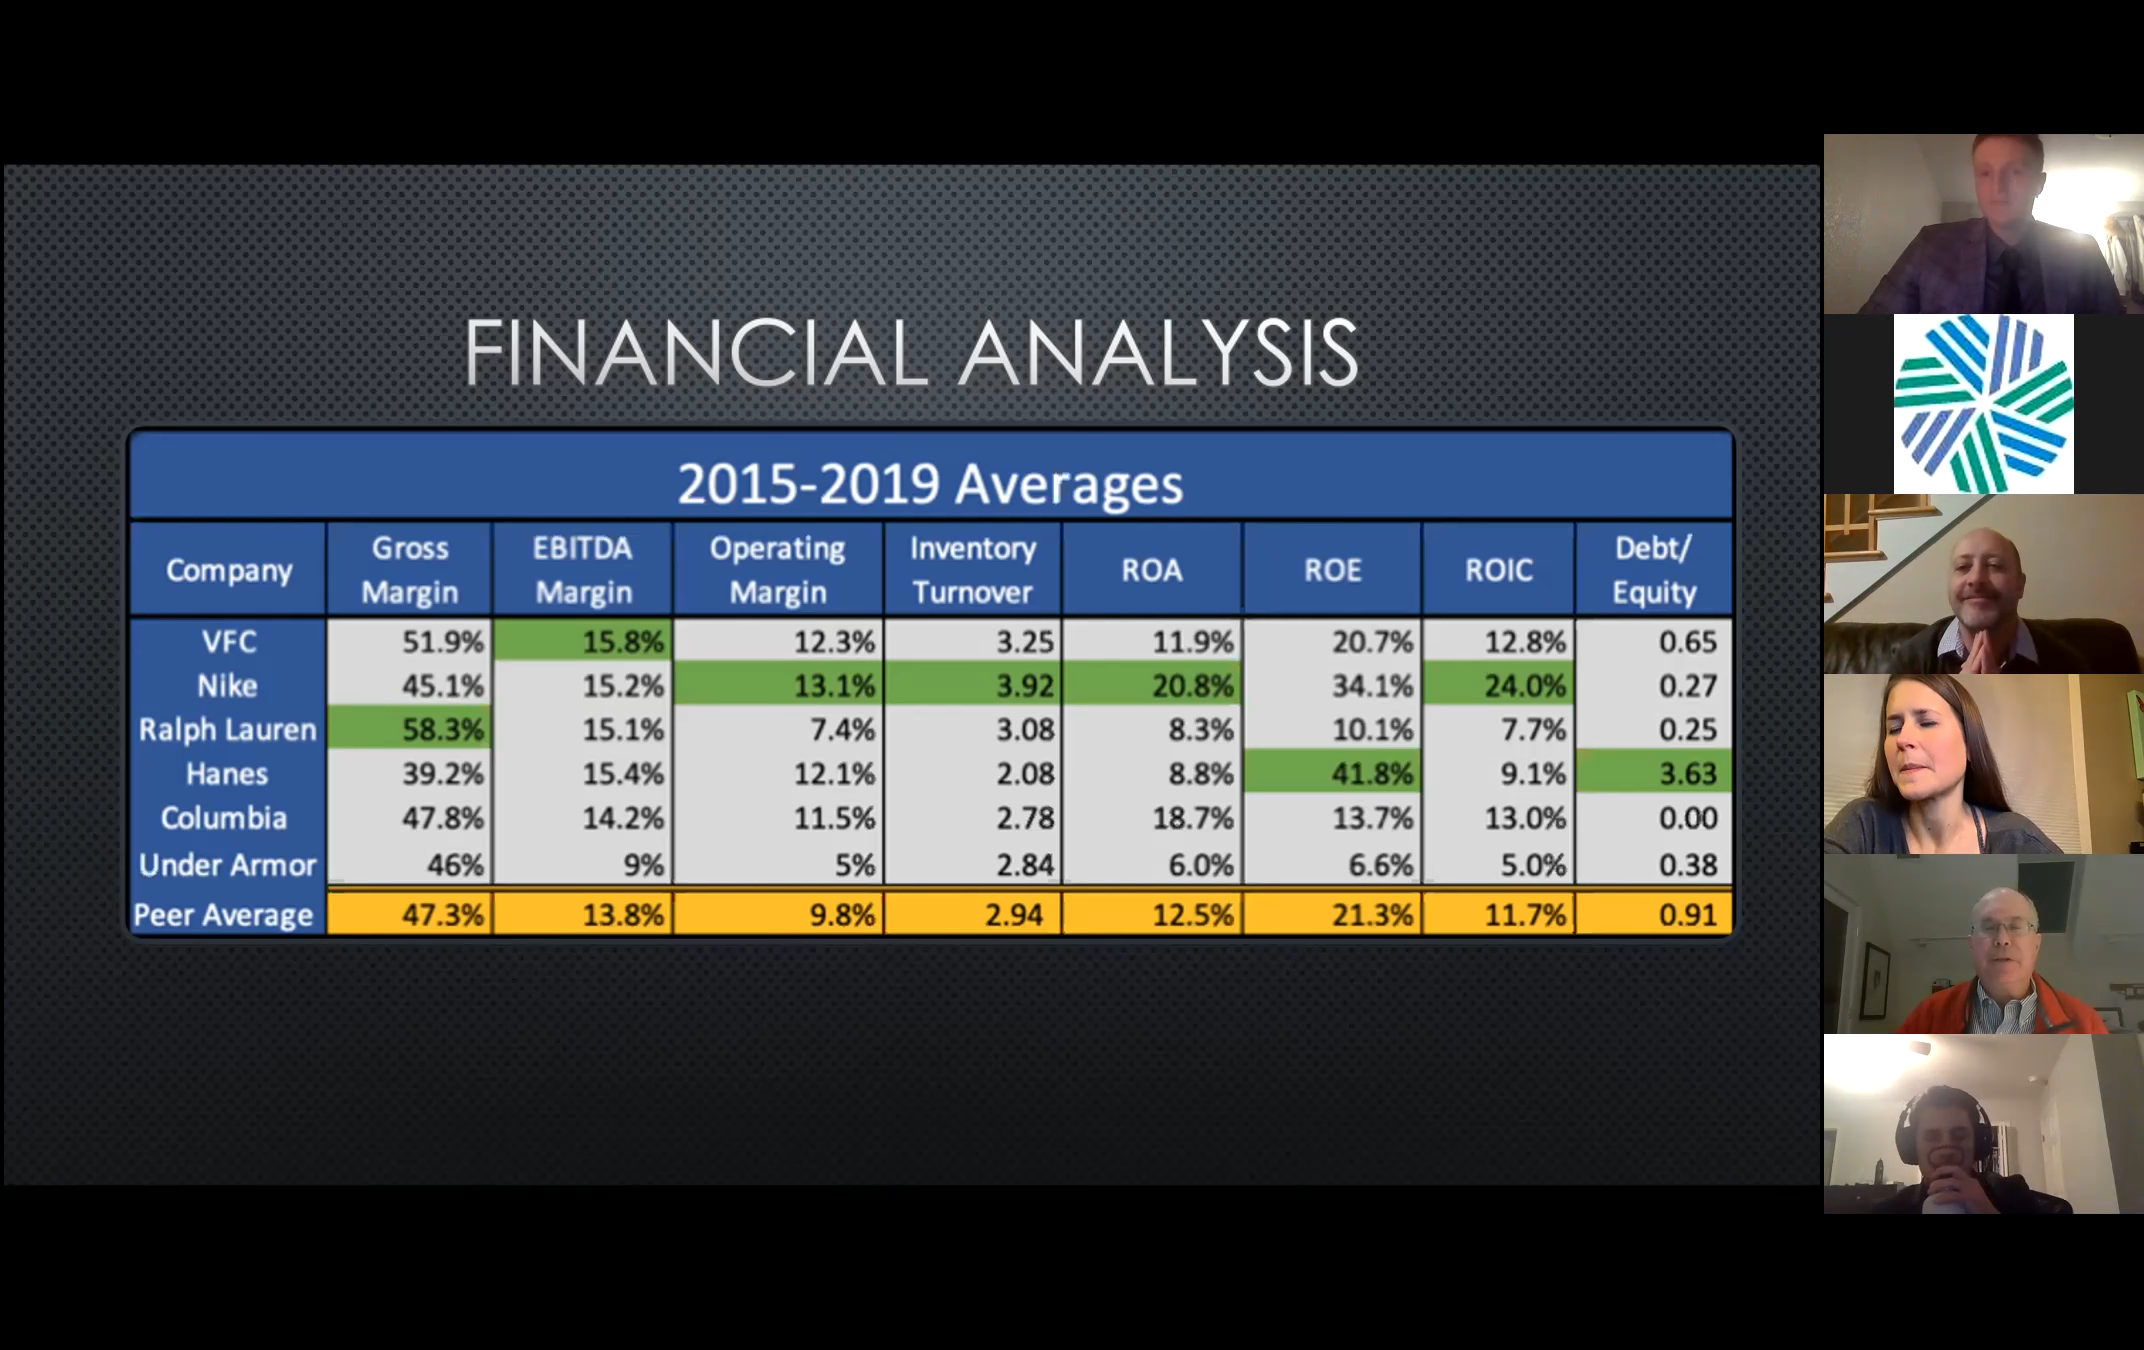 FINANCIAL ANALYSIS
2015-2019 Averages
Company Gross Margin EBITDA Margin Operating Margin Inventory Turnover ROA ROE ROIC Debt/ Equity
VFC 51.9% 15.8% 12.3% 3.25 11.9% 20.7% 12.8% 0.65
Nike 45.1% 15.2% 13.1% 3.92 20.8% 34.1% 24.0% 0.27
Ralph Lauren 58.3% 15.1% 7.4% 3.08 8.3% 10.1% 7.7% 0.25
Hanes 39.2% 15.4% 12.1% 2.08 8.8% 41.8% 9.1% 3.63
Columbia 47.8% 14.2% 11.5% 2.78 18.7% 13.7% 13.0% 0.00
Under Armor 46% 9% 5% 2.84 6.0% 6.6% 5.0% 0.38
Peer Average 47.3% 13.8% 9.8% 2.94 12.5% 21.3% 11.7% 0.91